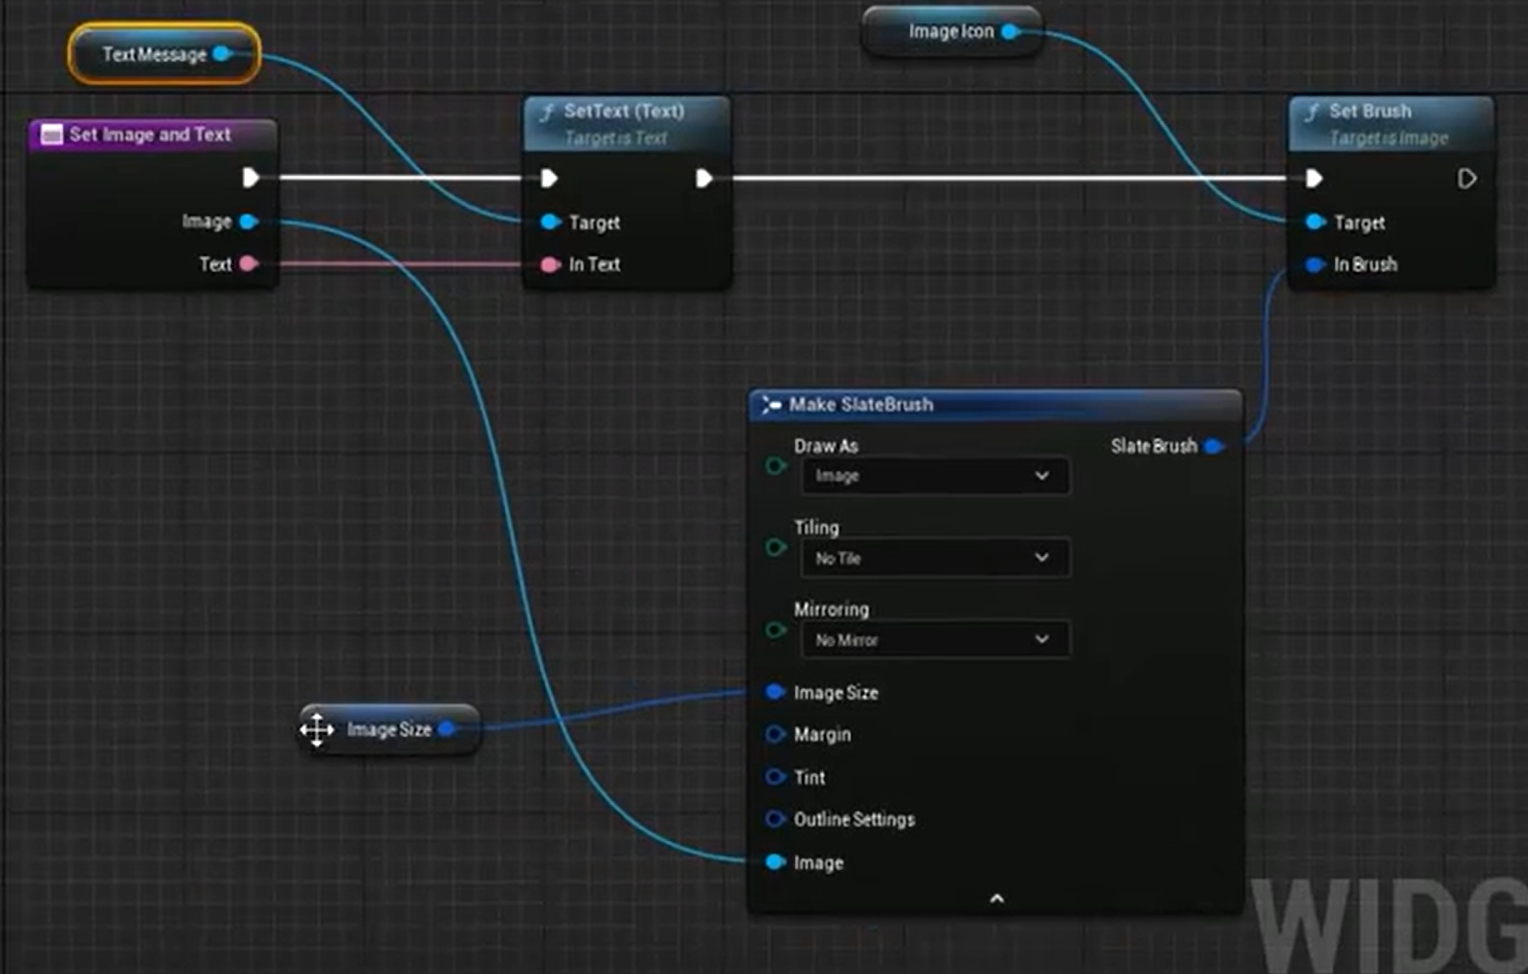 Text Message
Image Icon
Set Image and Text
Image
Text
f SetText (Text)
Target is Text
Target
In Text
f Set Brush
Target is Image
Target
In Brush
Make SlateBrush
Draw As
Image
Slate Brush
Tiling
No Tile
Mirroring
No Mirror
Image Size
Image Size
Margin
Tint
Outline Settings
Image
WIDG